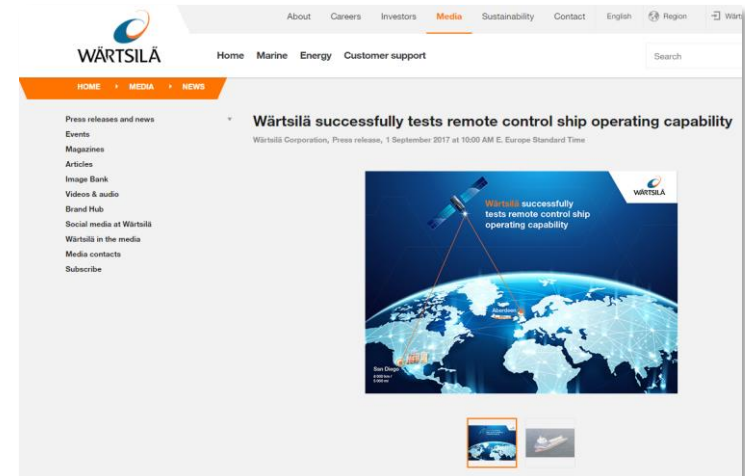 About Careers Investors Media Sustainability Contact English Region
WÄRTSILÄ
Home Marine Energy Customer support
Search
HOME MEDIA NEWS
Press releases and news
Events
Magazines
Articles
Image Bank
Videos & audio
Brand Hub
Social media at Wärtsilä
Wärtsilä in the media
Media contacts
Subscribe
Wärtsilä successfully tests remote control ship operating capability
Wärtsilä Corporation, Press release, 1 September 2017 at 10:00 AM E. Europe Standard Time
WÄRTSILÄ
Wärtsilä successfully
tests remote control ship
operating capability
Aberdeen
San Diego